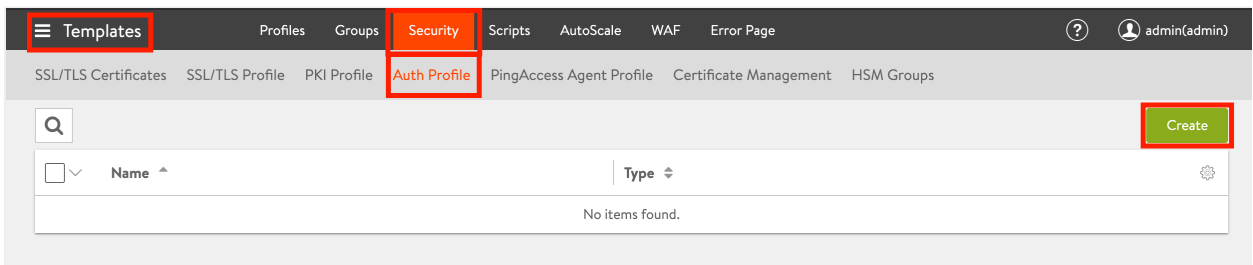 Templates Profiles Groups Security Scripts AutoScale WAF Error Page ? admin(admin)
SSL/TLS Certificates SSL/TLS Profile PKI Profile Auth Profile PingAccess Agent Profile Certificate Management HSM Groups
Create
Name Type
No items found.